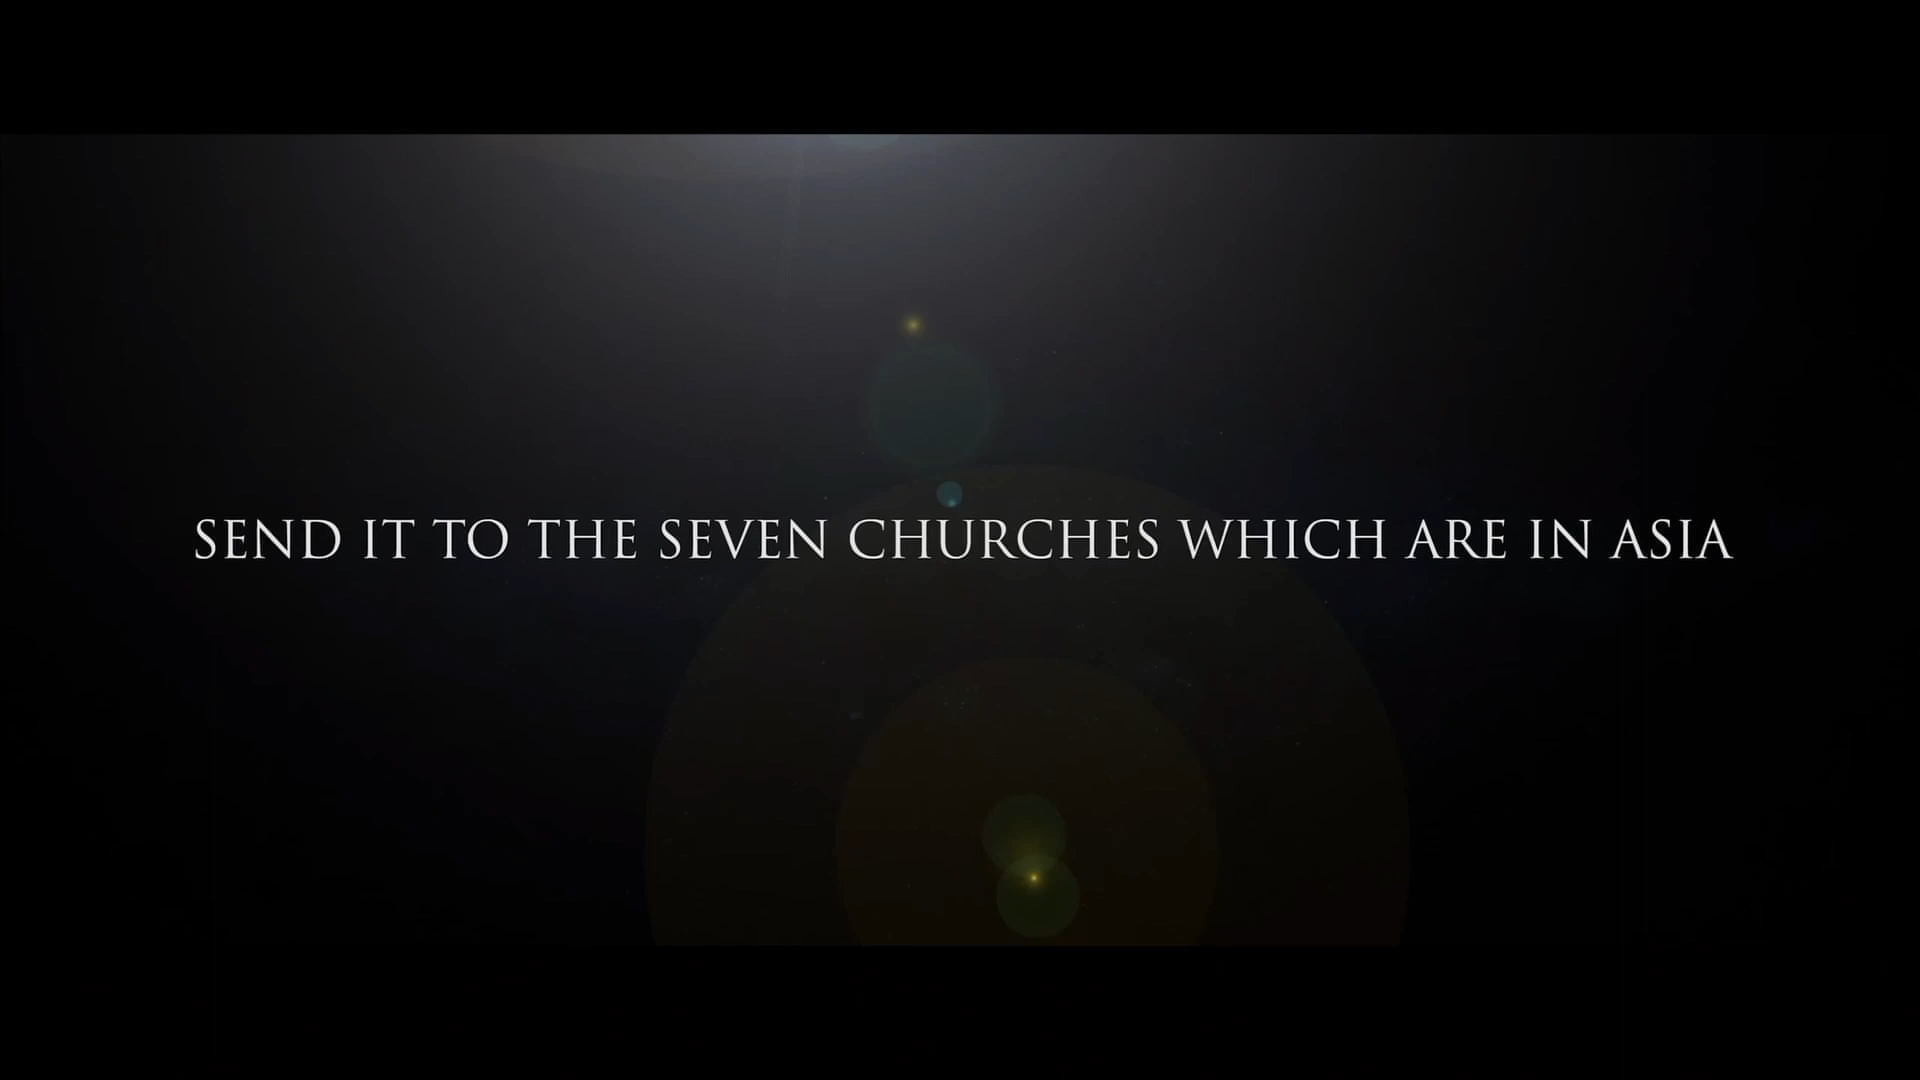 SEND IT TO THE SEVEN CHURCHES WHICH ARE IN ASIA